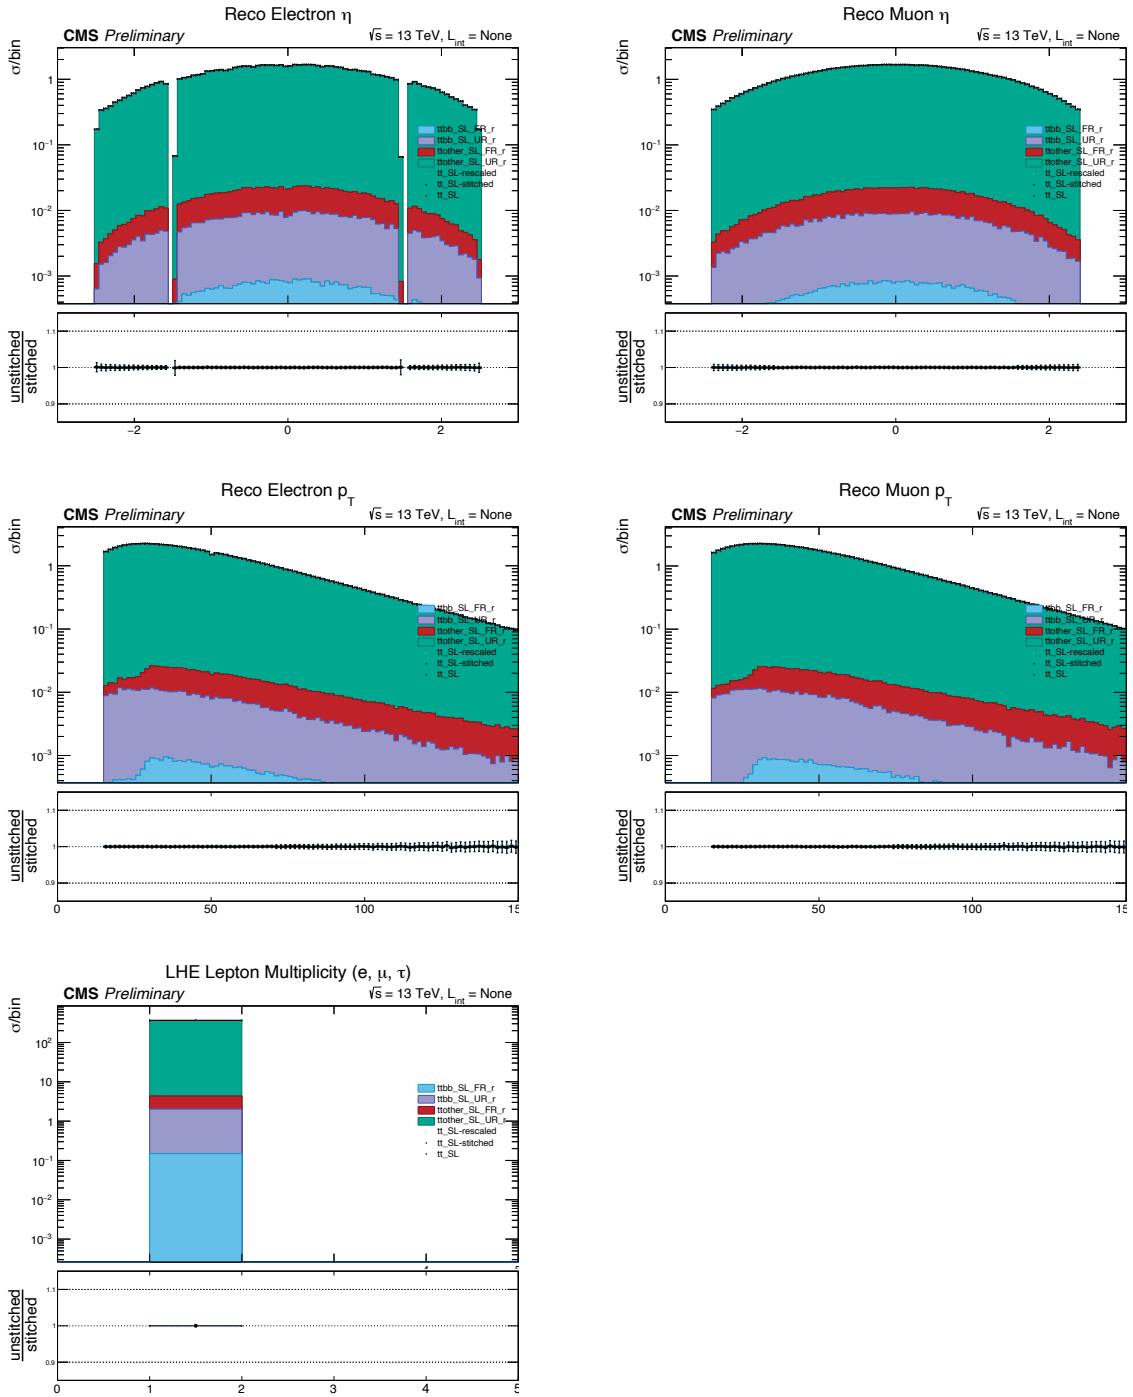 Reco Electron η
CMS Preliminary
√s = 13 TeV, L_int = None
σ/bin
1
10⁻¹
10⁻²
10⁻³
ttbb_SL_FR_r
ttbb_SL_UR_r
ttother_SL_FR_r
ttother_SL_UR_r
tt_SL-rescaled
tt_SL-stitched
tt_SL
unstitched
stitched
1.1
1
0.9
−2 0 2
Reco Muon η
CMS Preliminary
√s = 13 TeV, L_int = None
σ/bin
1
10⁻¹
10⁻²
10⁻³
ttbb_SL_FR_r
ttbb_SL_UR_r
ttother_SL_FR_r
ttother_SL_UR_r
tt_SL-rescaled
tt_SL-stitched
tt_SL
unstitched
stitched
1.1
1
0.9
−2 0 2
Reco Electron p_T
CMS Preliminary
√s = 13 TeV, L_int = None
σ/bin
1
10⁻¹
10⁻²
10⁻³
ttbb_SL_FR_r
ttbb_SL_UR_r
ttother_SL_FR_r
ttother_SL_UR_r
tt_SL-rescaled
tt_SL-stitched
tt_SL
unstitched
stitched
1.1
1
0.9
0 50 100 15
Reco Muon p_T
CMS Preliminary
√s = 13 TeV, L_int = None
σ/bin
1
10⁻¹
10⁻²
10⁻³
ttbb_SL_FR_r
ttbb_SL_UR_r
ttother_SL_FR_r
ttother_SL_UR_r
tt_SL-rescaled
tt_SL-stitched
tt_SL
unstitched
stitched
1.1
1
0.9
0 50 100 15
LHE Lepton Multiplicity (e, μ, τ)
CMS Preliminary
√s = 13 TeV, L_int = None
σ/bin
10²
10
1
10⁻¹
10⁻²
10⁻³
ttbb_SL_FR_r
ttbb_SL_UR_r
ttother_SL_FR_r
ttother_SL_UR_r
tt_SL-rescaled
tt_SL-stitched
tt_SL
unstitched
stitched
1.1
1
0.9
0 1 2 3 4 5